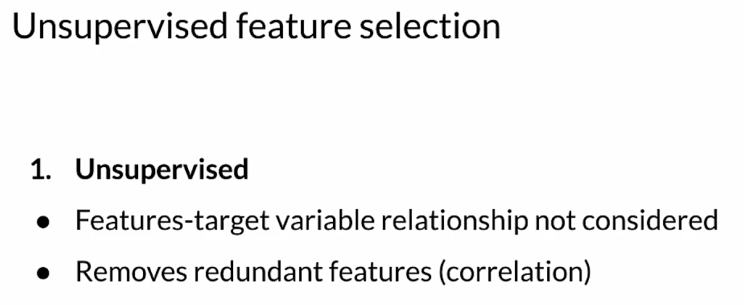 Unsupervised feature selection
1. Unsupervised
● Features-target variable relationship not considered
● Removes redundant features (correlation)